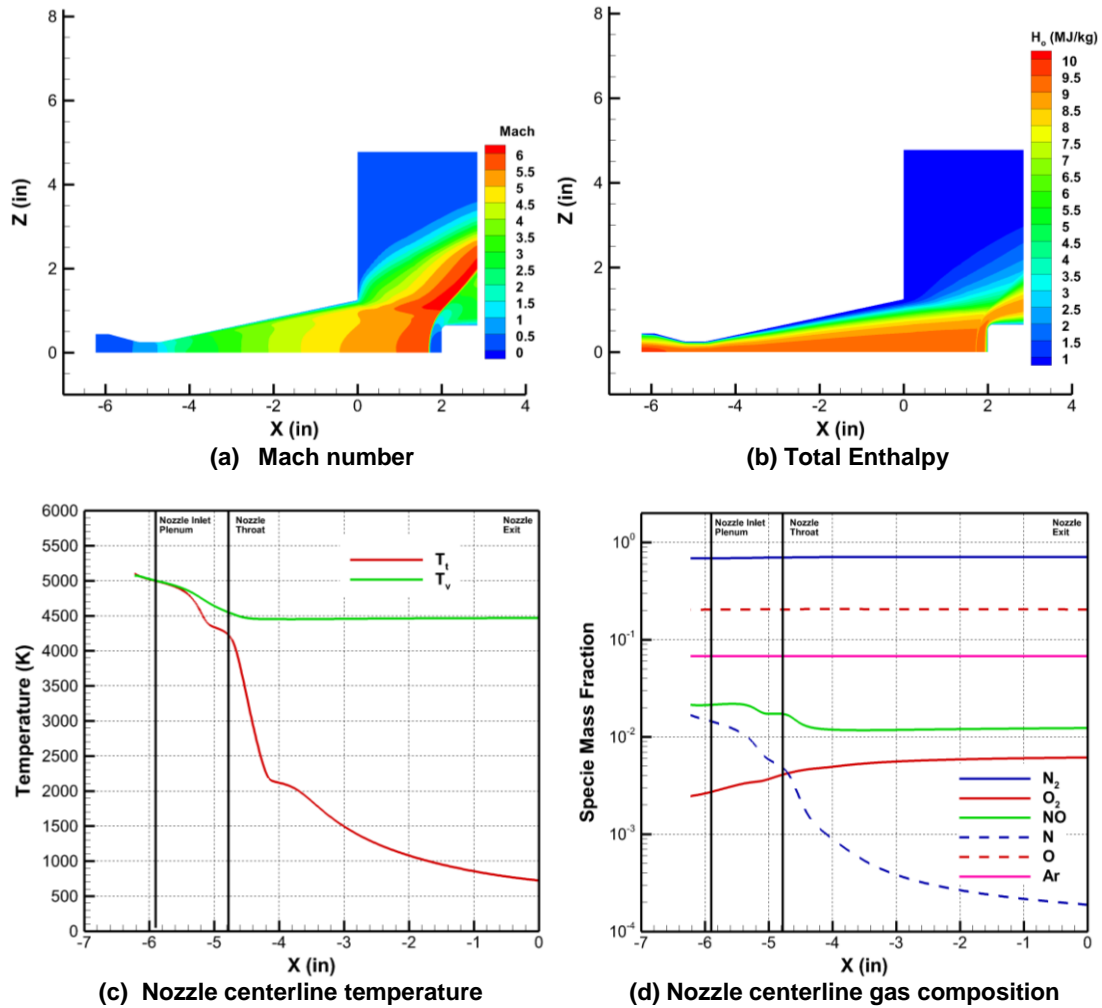 8
6
4
2
0
Z (in)
-6
-4
-2
0
2
4
X (in)
Mach
6
5.5
5
4.5
4
3.5
3
2.5
2
1.5
1
0.5
0
(a) Mach number
8
6
4
2
0
Z (in)
-6
-4
-2
0
2
4
X (in)
Ho (MJ/kg)
10
9.5
9
8.5
8
7.5
7
6.5
6
5.5
5
4.5
4
3.5
3
2.5
2
1.5
1
(b) Total Enthalpy
6000
5500
5000
4500
4000
3500
3000
2500
2000
1500
1000
500
0
Temperature (K)
Nozzle Inlet
Plenum
Nozzle
Throat
Nozzle
Exit
Tt
Tv
-7
-6
-5
-4
-3
-2
-1
0
X (in)
(c) Nozzle centerline temperature
10^0
10^-1
10^-2
10^-3
10^-4
Specie Mass Fraction
Nozzle Inlet
Plenum
Nozzle
Throat
Nozzle
Exit
N2
O2
NO
N
O
Ar
-7
-6
-5
-4
-3
-2
-1
0
X (in)
(d) Nozzle centerline gas composition